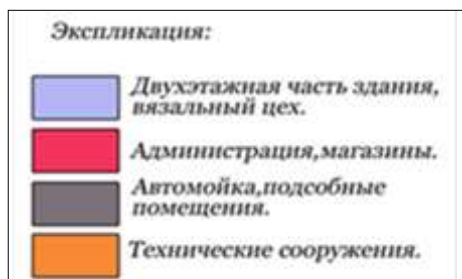 Экспликация:
Двухэтажная часть здания,
вязальный цех.
Администрация,магазины.
Автомойка,подсобные
помещения.
Технические сооружения.